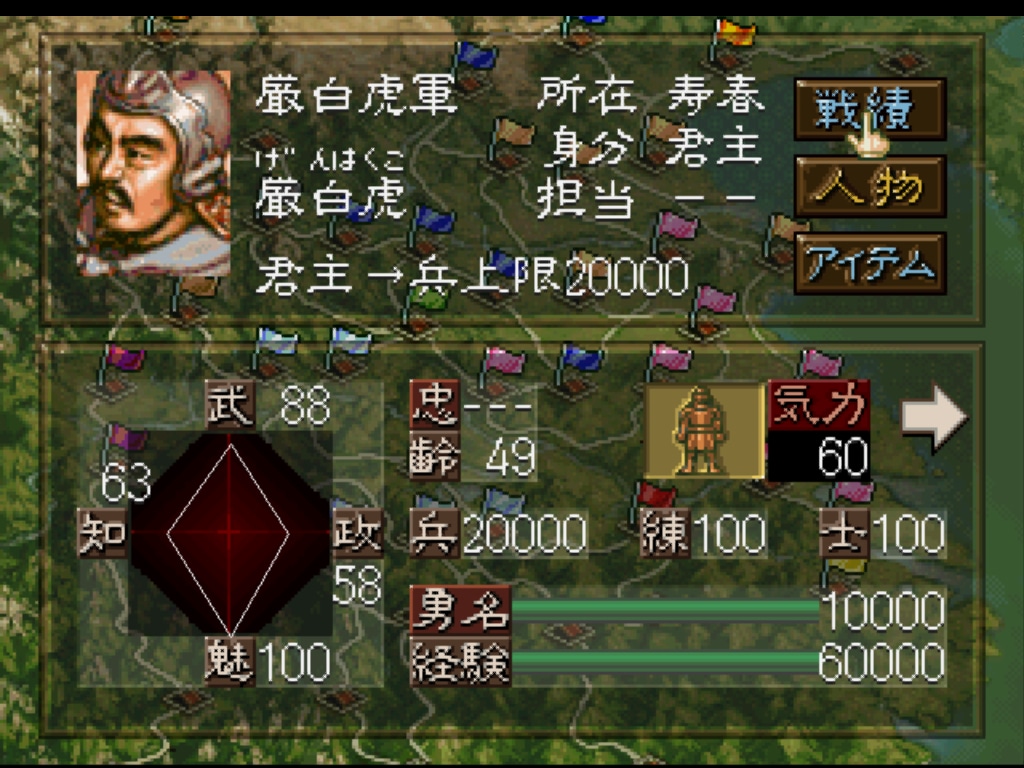 厳白虎軍 所在 寿春
身分 君主
げんはくこ
厳白虎 担当 ーー
君主→兵上限20000
戦績
人物
アイテム
武 88
忠 ---
気力
60
齢 49
63
知
政
58
兵 20000 練 100 士 100
勇名 10000
魅 100
経験 60000